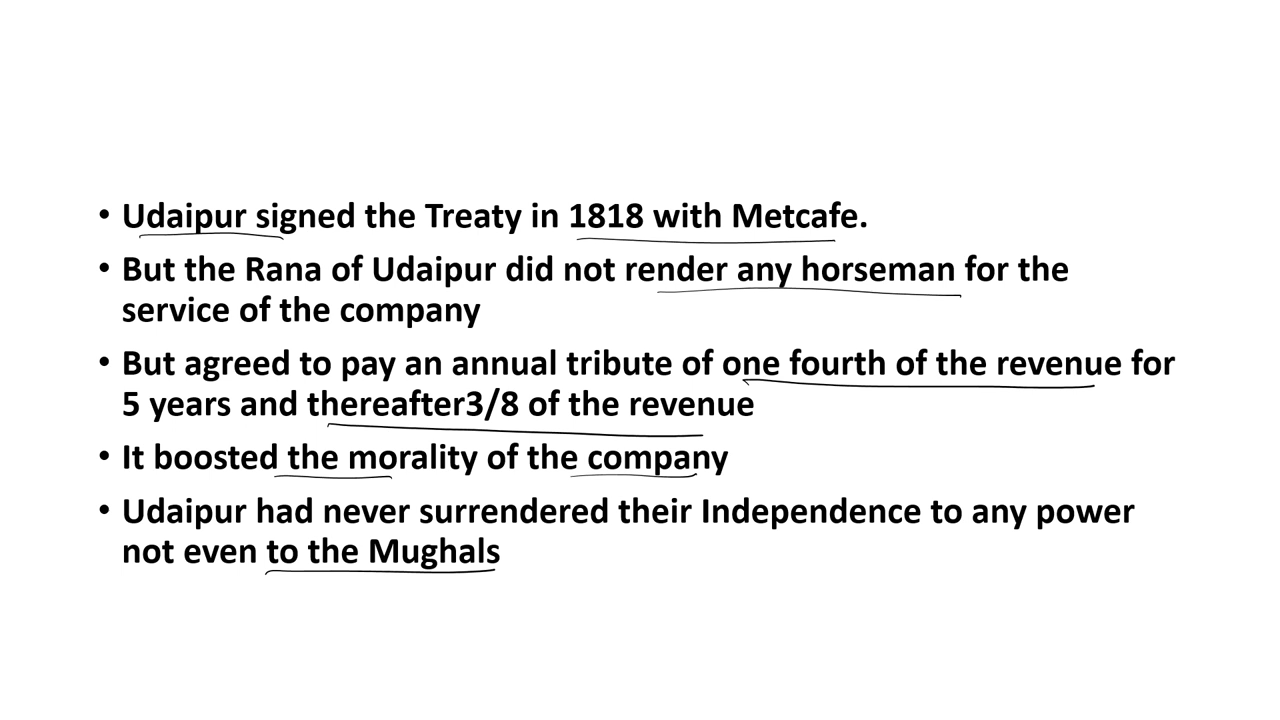 • Udaipur signed the Treaty in 1818 with Metcafe.
• But the Rana of Udaipur did not render any horseman for the
service of the company
• But agreed to pay an annual tribute of one fourth of the revenue for
5 years and thereafter3/8 of the revenue
• It boosted the morality of the company
• Udaipur had never surrendered their Independence to any power
not even to the Mughals